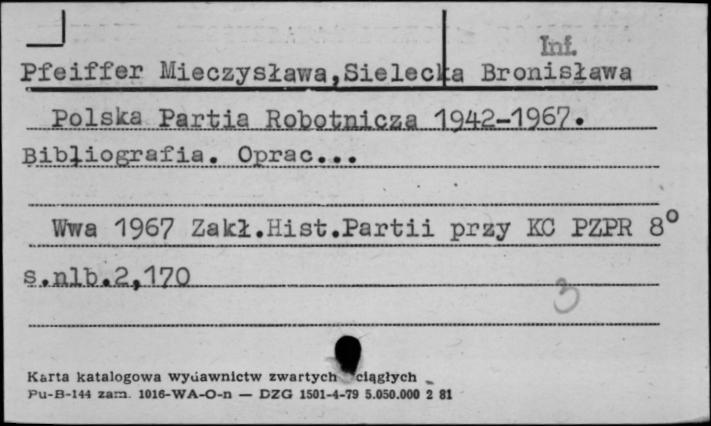 Inf.
Pfeiffer Mieczysława,Sielecka Bronisława
Polska Partia Robotnicza 1942-1967.
Bibliografia. Oprac...
Wwa 1967 Zakł.Hist.Partii przy KC PZPR 8°
s.nlb.2,170
3
Karta katalogowa wydawnictw zwartych ciągłych
Pu-B-144 zam. 1016-WA-O-n — DZG 1501-4-79 5.050.000 2 81